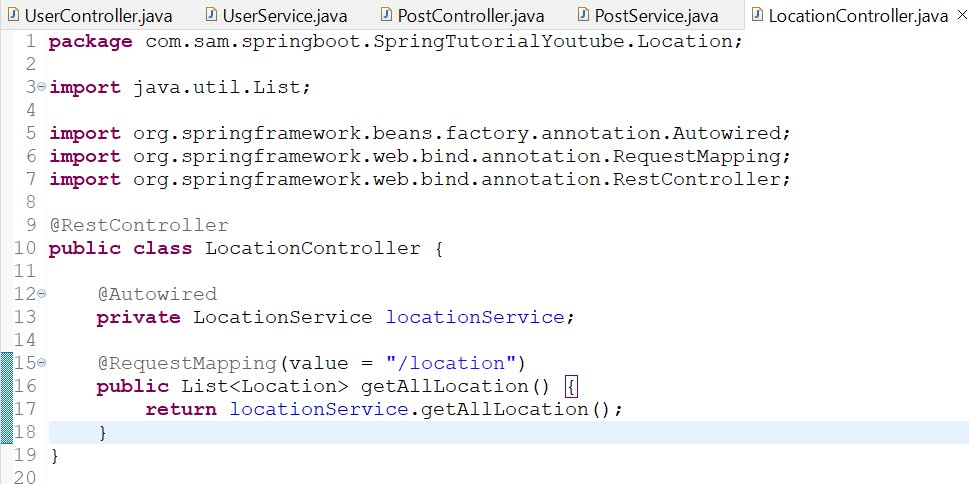 UserController.java UserService.java PostController.java PostService.java LocationController.java
1 package com.sam.springboot.SpringTutorialYoutube.Location;
2
3 import java.util.List;
4
5 import org.springframework.beans.factory.annotation.Autowired;
6 import org.springframework.web.bind.annotation.RequestMapping;
7 import org.springframework.web.bind.annotation.RestController;
8
9 @RestController
10 public class LocationController {
11
12     @Autowired
13     private LocationService locationService;
14
15     @RequestMapping(value = "/location")
16     public List<Location> getAllLocation() {
17         return locationService.getAllLocation();
18     }
19 }
20